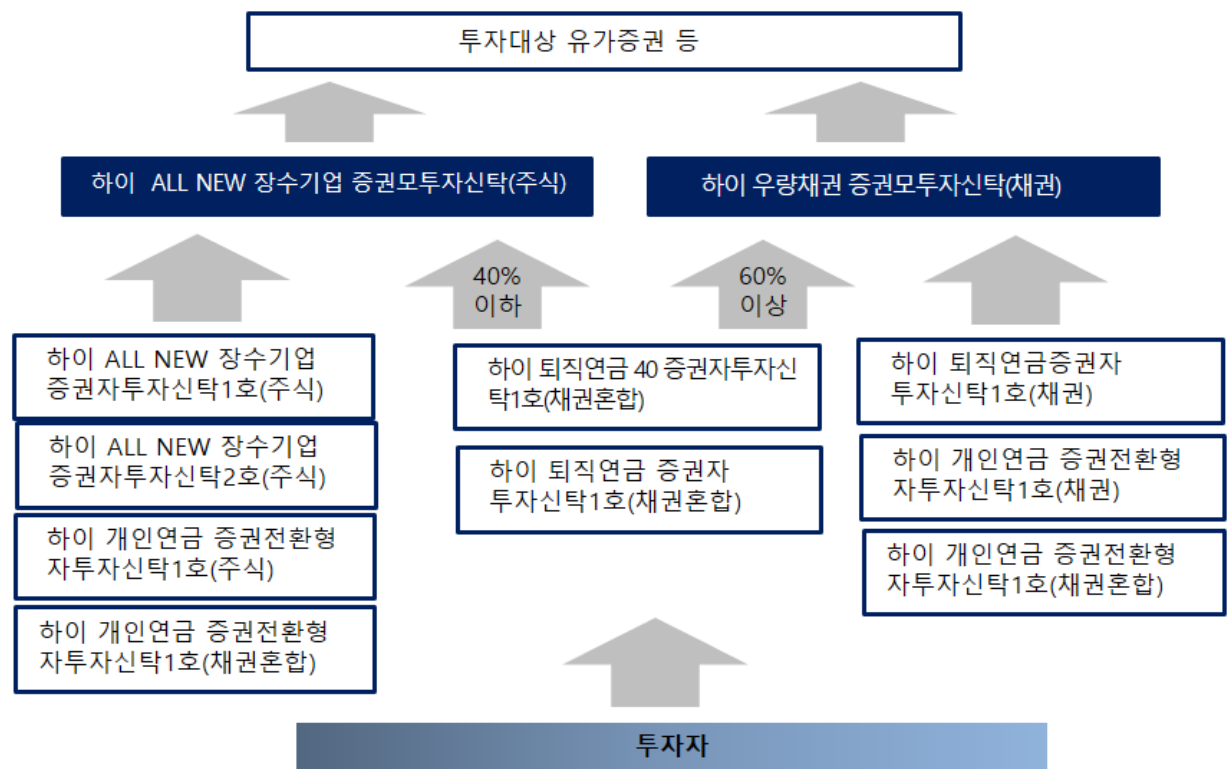 투자대상 유가증권 등
하이 ALL NEW 장수기업 증권모투자신탁(주식)
하이 우량채권 증권모투자신탁(채권)
40%
이하
60%
이상
하이 ALL NEW 장수기업
증권자투자신탁1호(주식)
하이 ALL NEW 장수기업
증권자투자신탁2호(주식)
하이 개인연금 증권전환형
자투자신탁1호(주식)
하이 개인연금 증권전환형
자투자신탁1호(채권혼합)
하이 퇴직연금 40 증권자투자신
탁1호(채권혼합)
하이 퇴직연금 증권자
투자신탁1호(채권혼합)
하이 퇴직연금증권자
투자신탁1호(채권)
하이 개인연금 증권전환형
자투자신탁1호(채권)
하이 개인연금 증권전환형
자투자신탁1호(채권혼합)
투자자